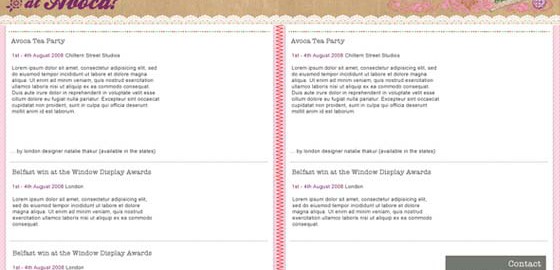 at Avoca!
Avoca Tea Party
1st - 4th August 2008 Chiltern Street Studios
Lorem ipsum dolor sit amet, consectetur adipisicing elit, sed
do eiusmod tempor incididunt ut labore et dolore magna
aliqua. Ut enim ad minim veniam, quis nostrud exercitation
ullamco laboris nisi ut aliquip ex ea commodo consequat.
Duis aute irure dolor in reprehenderit in voluptate velit esse
cillum dolore eu fugiat nulla pariatur. Excepteur sint occaecat
cupidatat non proident, sunt in culpa qui officia deserunt
mollit anim id est laborum.
... by london designer natalie thakur (available in the states)
Belfast win at the Window Display Awards
1st - 4th August 2008 London
Lorem ipsum dolor sit amet, consectetur adipisicing
elit, sed do eiusmod tempor incididunt ut labore et
dolore magna aliqua. Ut enim ad minim
veniam, quis nostrud exercitation ullamco laboris nisi
ut aliquip ex ea commodo consequat.
Belfast win at the Window Display Awards
1st - 4th August 2008 London
Avoca Tea Party
1st - 4th August 2008 Chiltern Street Studios
Lorem ipsum dolor sit amet, consectetur adipisicing elit, sed
do eiusmod tempor incididunt ut labore et dolore magna
aliqua. Ut enim ad minim veniam, quis nostrud exercitation
ullamco laboris nisi ut aliquip ex ea commodo consequat.
Duis aute irure dolor in reprehenderit in voluptate velit esse
cillum dolore eu fugiat nulla pariatur. Excepteur sint occaecat
cupidatat non proident, sunt in culpa qui officia deserunt
mollit anim id est laborum.
... by london designer natalie thakur (available in the states)
Belfast win at the Window Display Awards
1st - 4th August 2008 London
Lorem ipsum dolor sit amet, consectetur adipisicing
elit, sed do eiusmod tempor incididunt ut labore et
dolore magna aliqua. Ut enim ad minim
veniam, quis nostrud exercitation ullamco laboris nisi
ut aliquip ex ea commodo consequat.
Contact